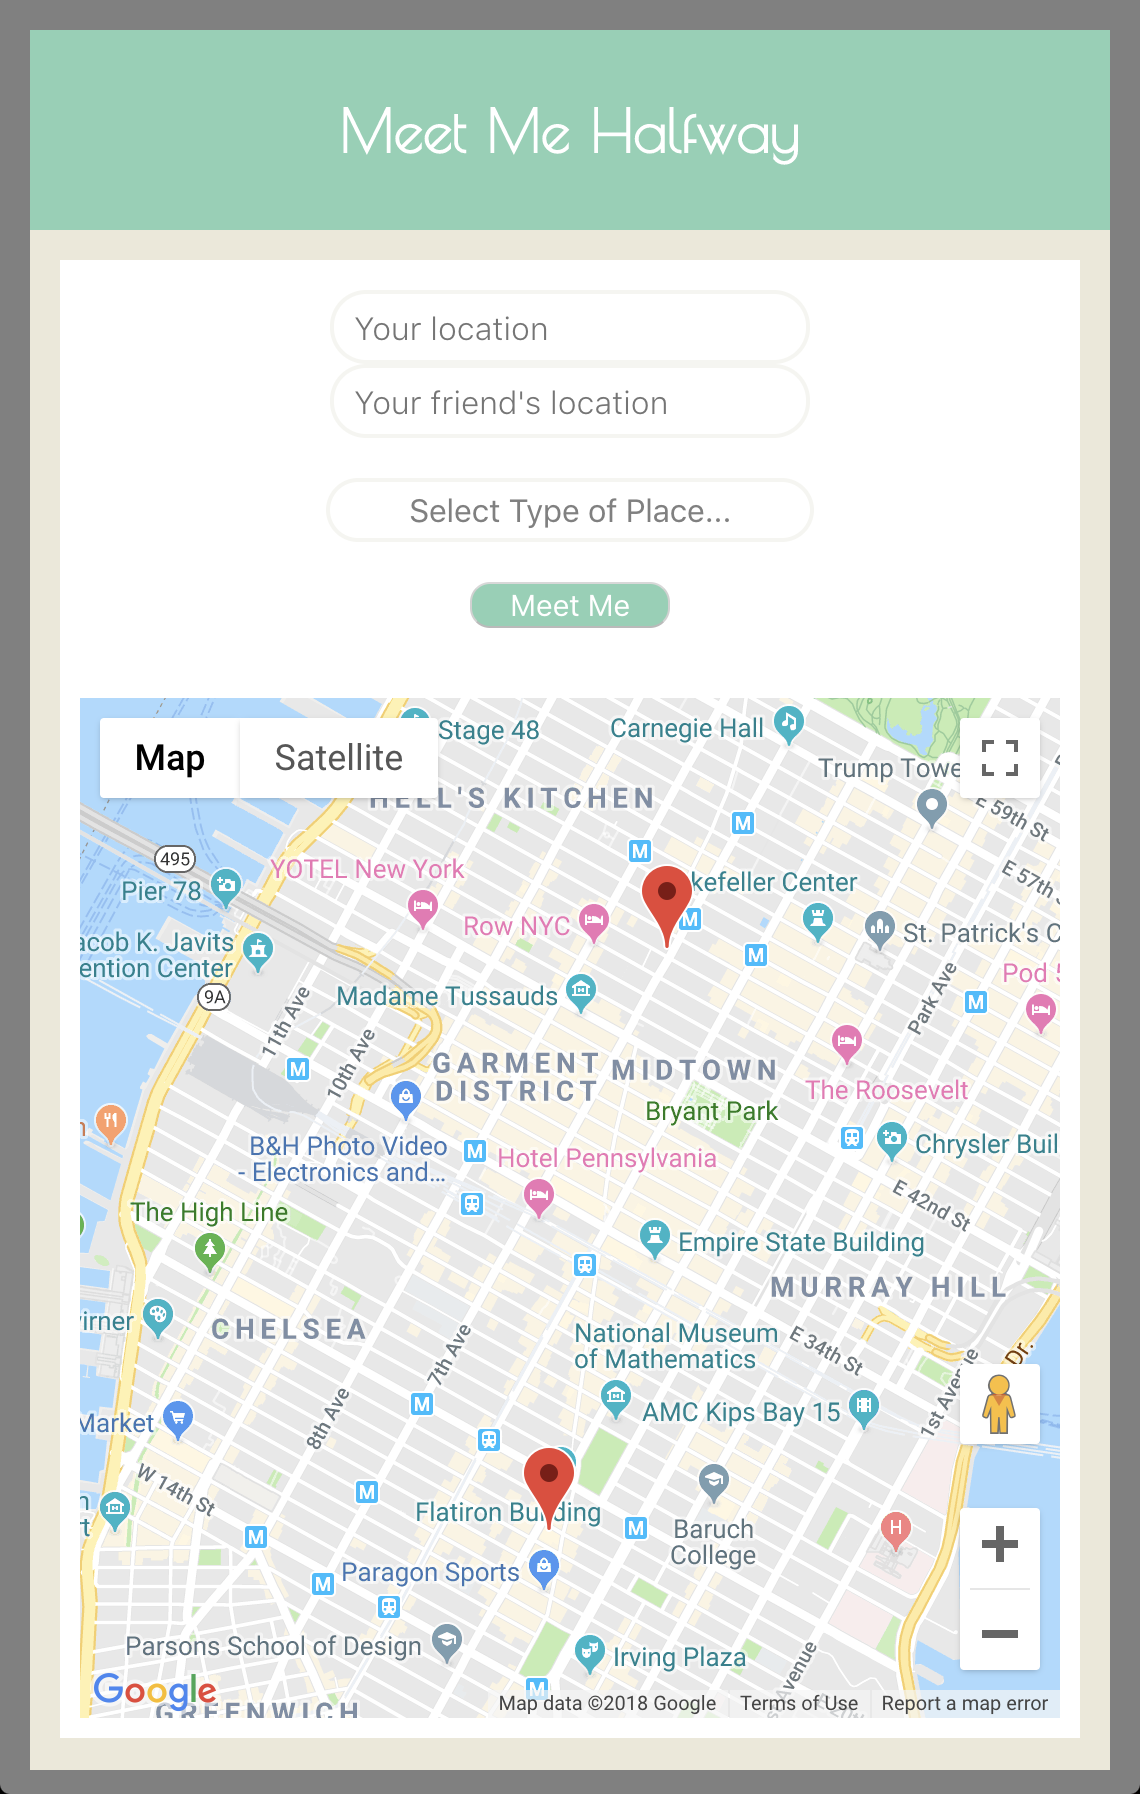 Meet Me Halfway
Your location
Your friend's location
Select Type of Place...
Meet Me
Map
Satellite
Stage 48
Carnegie Hall
Trump Towe
HELL'S KITCHEN
E 59th St
495
YOTEL New York
M
M
Pier 78
kefeller Center
E 57th S
Row NYC
M
St. Patrick's C
acob K. Javits
ention Center
M
Pod 5
9A
Madame Tussauds
Park Ave
M
11th Ave
10th Ave
M
GARMENT
DISTRICT
MIDTOWN
The Roosevelt
Bryant Park
B&H Photo Video
- Electronics and...
M
Hotel Pennsylvania
Chrysler Buil
The High Line
E 42nd St
Empire State Building
MURRAY HILL
irner
CHELSEA
7th Ave
National Museum
of Mathematics
E 34th St
Dr.
1st Avenue
Market
8th Ave
M
AMC Kips Bay 15
W 14th St
M
Flatiron Building
M
M
Baruch
College
H
M
Paragon Sports
Parsons School of Design
Irving Plaza
Avenue
M
Google
GREENWICH
Map data ©2018 Google
Terms of Use
Report a map error